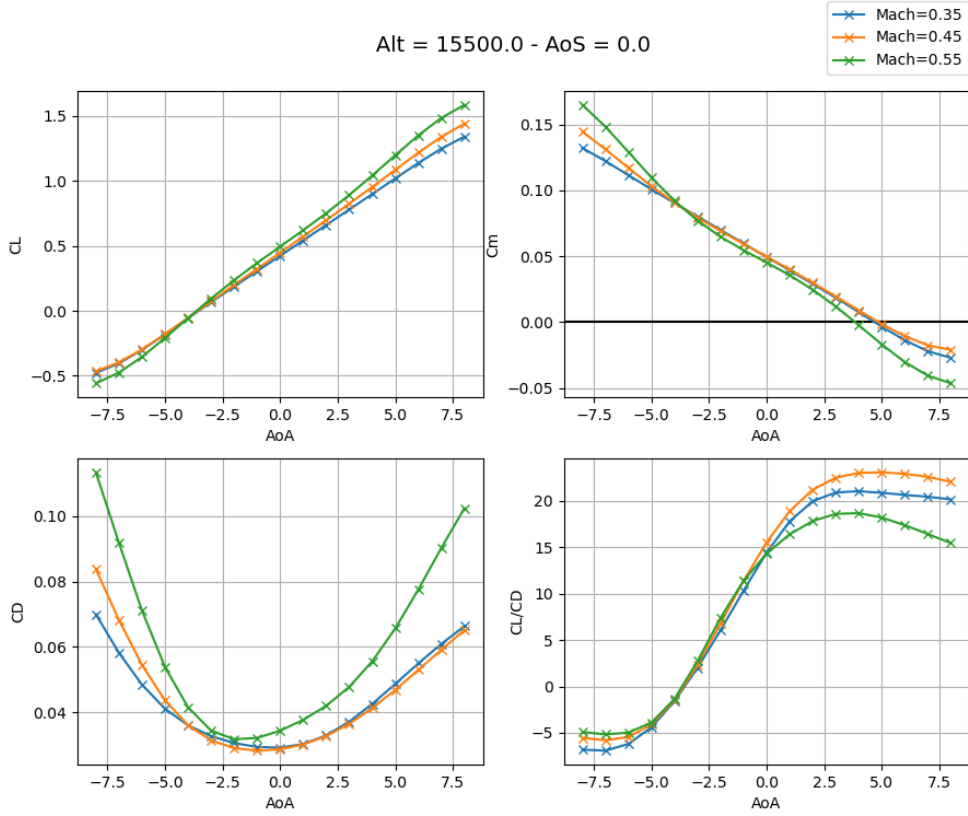 Mach=0.35
Mach=0.45
Mach=0.55
Alt = 15500.0 - AoS = 0.0
CL
1.5
1.0
0.5
0.0
−0.5
−7.5 −5.0 −2.5 0.0 2.5 5.0 7.5
AoA
Cm
0.15
0.10
0.05
0.00
−0.05
−7.5 −5.0 −2.5 0.0 2.5 5.0 7.5
AoA
CD
0.10
0.08
0.06
0.04
−7.5 −5.0 −2.5 0.0 2.5 5.0 7.5
AoA
CL/CD
20
15
10
5
0
−5
−7.5 −5.0 −2.5 0.0 2.5 5.0 7.5
AoA